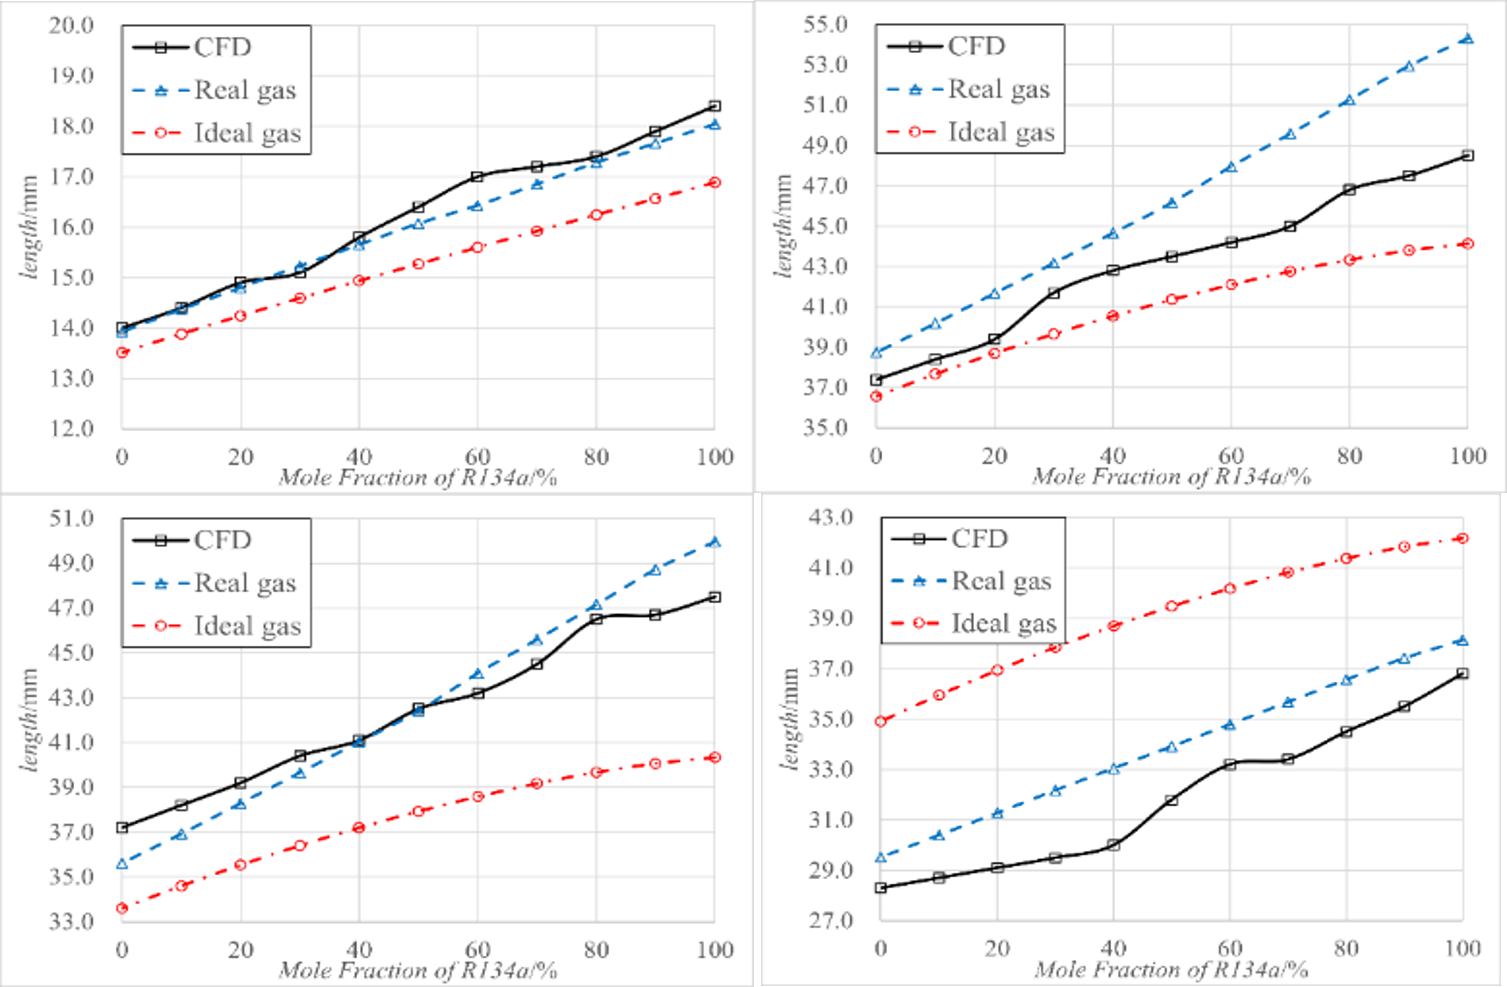 20.0
19.0
18.0
17.0
16.0
15.0
14.0
13.0
12.0
length/mm
CFD
Real gas
Ideal gas
0 20 40 60 80 100
Mole Fraction of R134a/%
55.0
53.0
51.0
49.0
47.0
45.0
43.0
41.0
39.0
37.0
35.0
length/mm
CFD
Real gas
Ideal gas
0 20 40 60 80 100
Mole Fraction of R134a/%
51.0
49.0
47.0
45.0
43.0
41.0
39.0
37.0
35.0
33.0
length/mm
CFD
Real gas
Ideal gas
0 20 40 60 80 100
Mole Fraction of R134a/%
43.0
41.0
39.0
37.0
35.0
33.0
31.0
29.0
27.0
length/mm
CFD
Real gas
Ideal gas
0 20 40 60 80 100
Mole Fraction of R134a/%